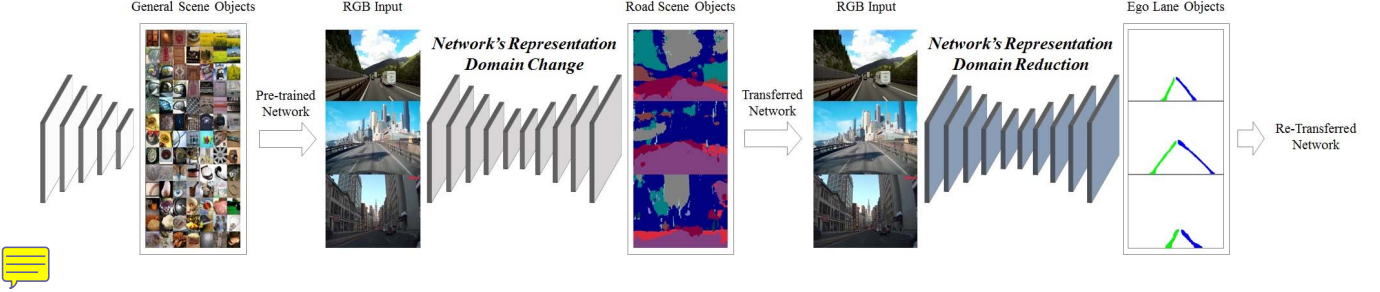 General Scene Objects
Pre-trained
Network
RGB Input
Network's Representation
Domain Change
Road Scene Objects
Transferred
Network
RGB Input
Network's Representation
Domain Reduction
Ego Lane Objects
Re-Transferred
Network